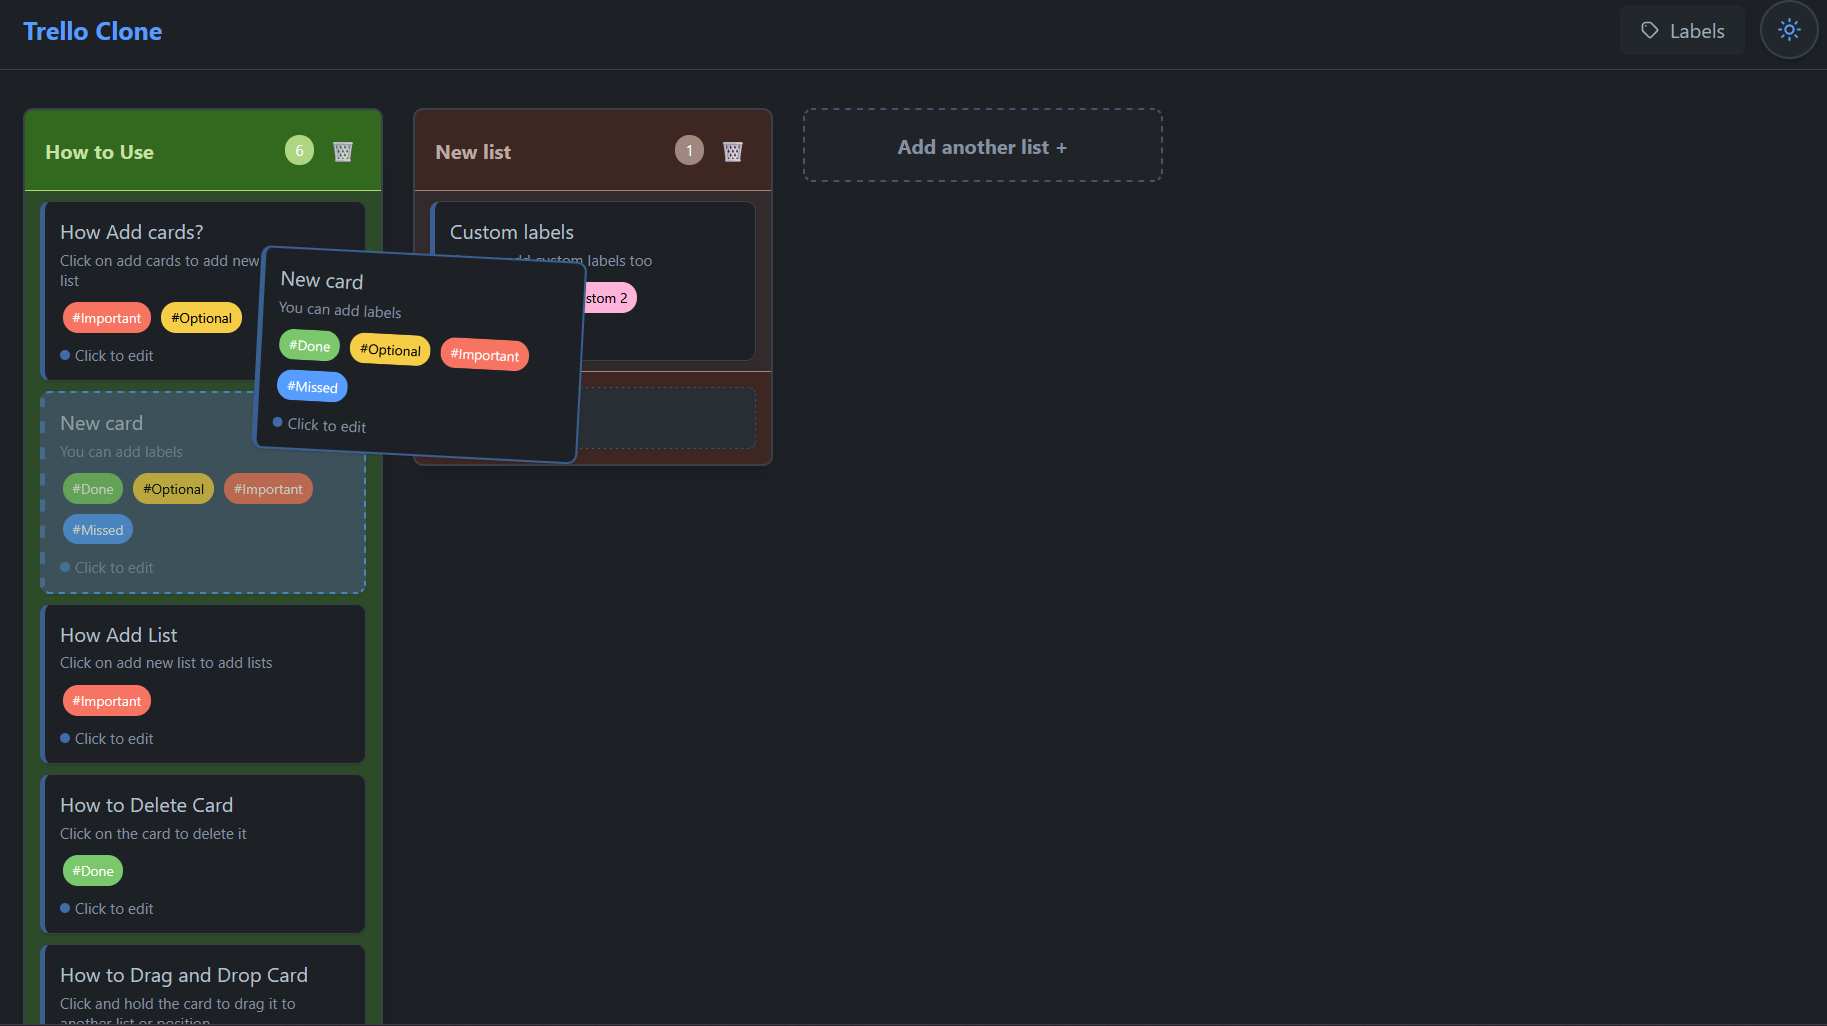 Trello Clone
Labels
How to Use
6
How Add cards?
Click on add cards to add new
list
#Important #Optional
Click to edit
New card
You can add labels
#Done #Optional #Important
#Missed
Click to edit
How Add List
Click on add new list to add lists
#Important
Click to edit
How to Delete Card
Click on the card to delete it
#Done
Click to edit
How to Drag and Drop Card
Click and hold the card to drag it to
another list or position
New card
You can add labels
#Done #Optional #Important
#Missed
Click to edit
New list
1
Custom labels
custom labels too
stom 2
Add another list +